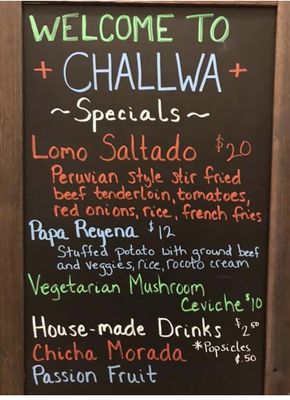 WELCOME TO
+ CHALLWA +
~Specials~
Lomo Saltado $20
Peruvian style stir fried
beef tenderloin, tomatoes,
red onions, rice, french fries
Papa Reyena $12
Stuffed potato with ground beef
and veggies, rice, rocoto cream
Vegetarian Mushroom
Ceviche $10
House-made Drinks $2.50
Chicha Morada *Popsicles
$.50
Passion Fruit